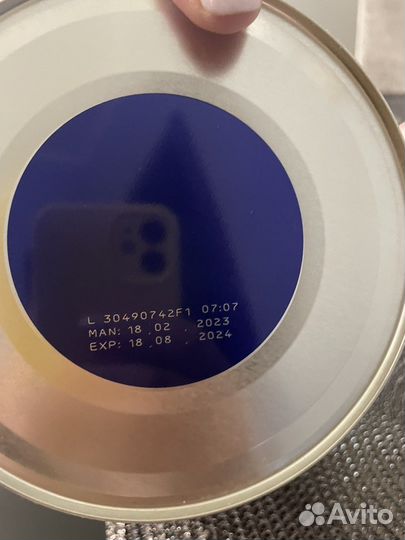 L 30490742F1 07:07
MAN: 18 . 02 . 2023
EXP: 18 . 08 . 2024
Avito